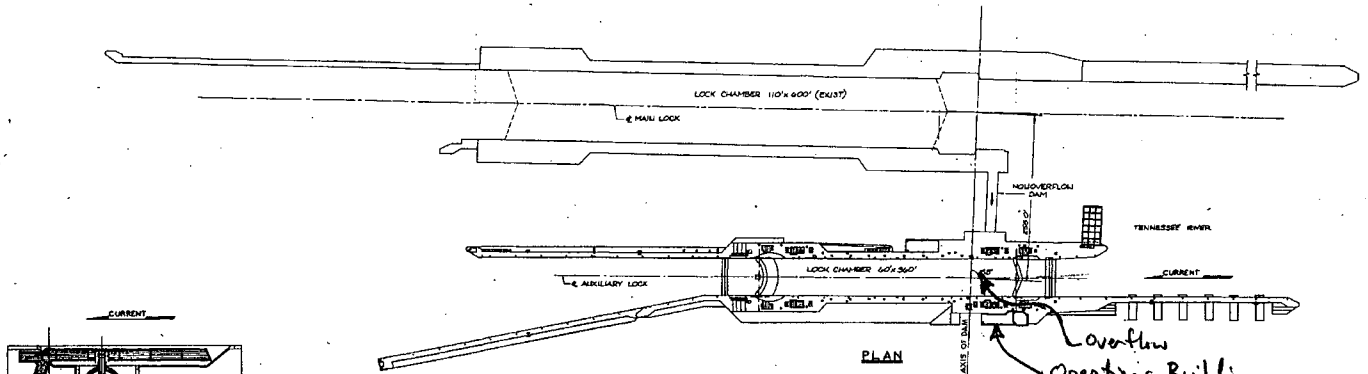 LOCK CHAMBER 110' x 600' (EXIST)
℄ MAIN LOCK
NONOVERFLOW
DAM
TENNESSEE RIVER
LOCK CHAMBER 60' x 360'
℄ AUXILIARY LOCK
CURRENT
CURRENT
AXIS OF DAM
PLAN
Overflow
Operating